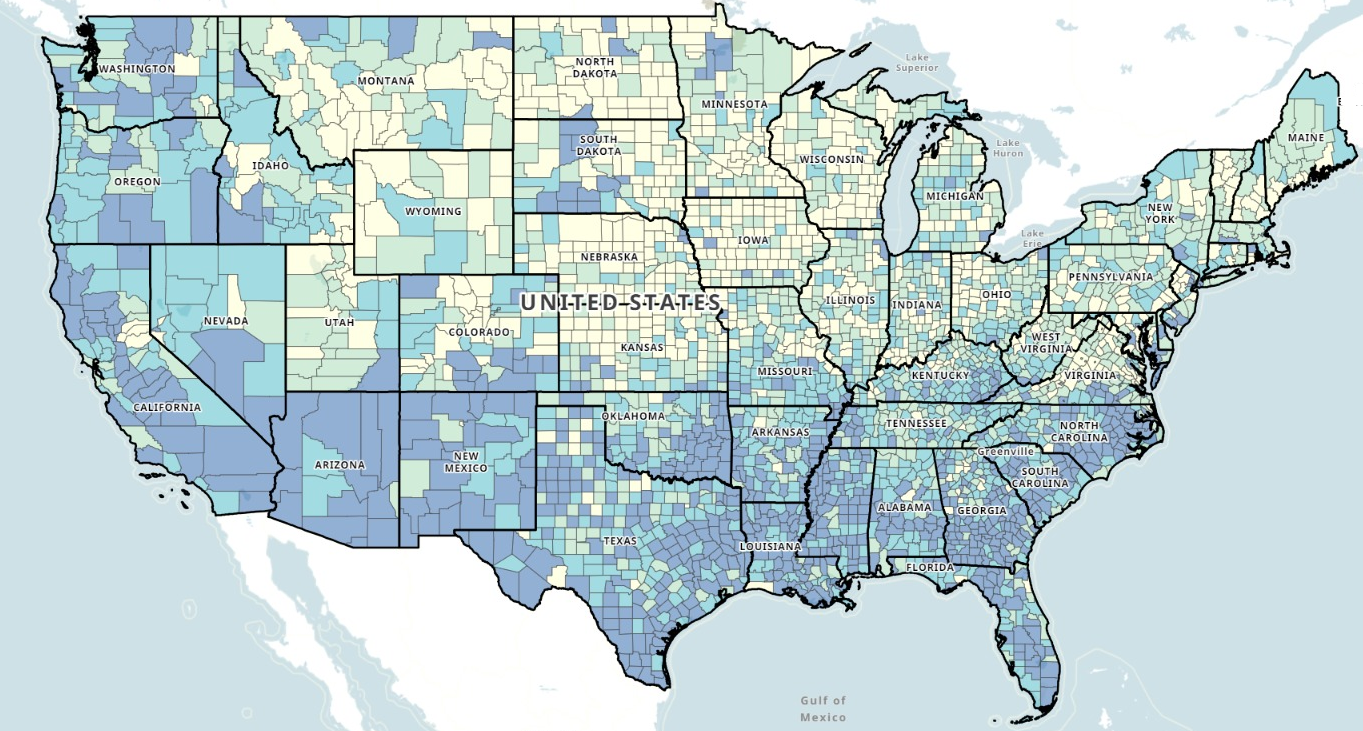 WASHINGTON
MONTANA
NORTH
DAKOTA
MINNESOTA
Lake
Superior
MAINE
OREGON
IDAHO
SOUTH
DAKOTA
WISCONSIN
Lake
Huron
MICHIGAN
WYOMING
NEW
YORK
Lake
Erie
IOWA
NEBRASKA
PENNSYLVANIA
UNITED STATES
ILLINOIS
INDIANA
OHIO
NEVADA
UTAH
COLORADO
KANSAS
WEST
VIRGINIA
MISSOURI
KENTUCKY
VIRGINIA
CALIFORNIA
OKLAHOMA
ARKANSAS
TENNESSEE
NORTH
CAROLINA
Greenville
ARIZONA
NEW
MEXICO
SOUTH
CAROLINA
ALABAMA
GEORGIA
TEXAS
LOUISIANA
FLORIDA
Gulf of
Mexico